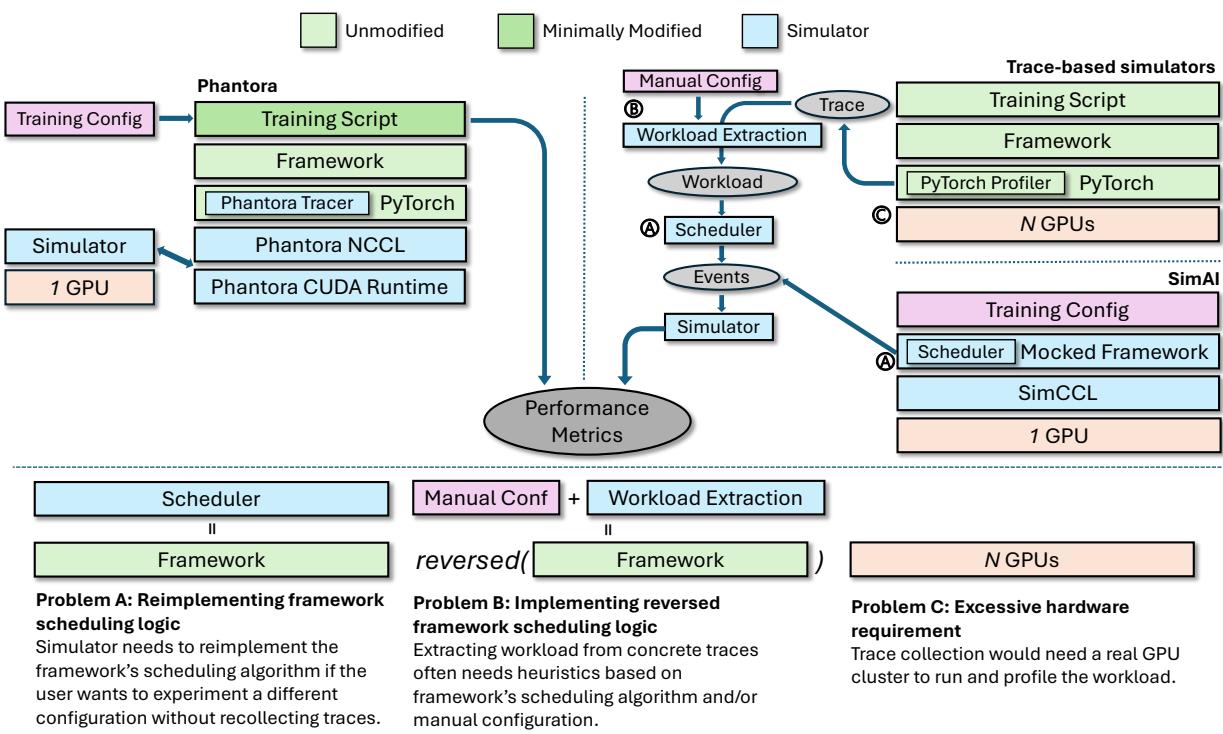 Unmodified
Minimally Modified
Simulator
Phantora
Training Config
Training Script
Framework
Phantora Tracer
PyTorch
Simulator
Phantora NCCL
1 GPU
Phantora CUDA Runtime
Manual Config
B
Workload Extraction
Trace
Workload
A
Scheduler
Events
Simulator
Performance
Metrics
Trace-based simulators
Training Script
Framework
PyTorch Profiler
PyTorch
C
N GPUs
SimAI
Training Config
Scheduler
Mocked Framework
A
SimCCL
1 GPU
Scheduler
=
Framework
Problem A: Reimplementing framework
scheduling logic
Simulator needs to reimplement the
framework's scheduling algorithm if the
user wants to experiment a different
configuration without recollecting traces.
Manual Conf + Workload Extraction
=
reversed( Framework )
Problem B: Implementing reversed
framework scheduling logic
Extracting workload from concrete traces
often needs heuristics based on
framework's scheduling algorithm and/or
manual configuration.
N GPUs
Problem C: Excessive hardware
requirement
Trace collection would need a real GPU
cluster to run and profile the workload.